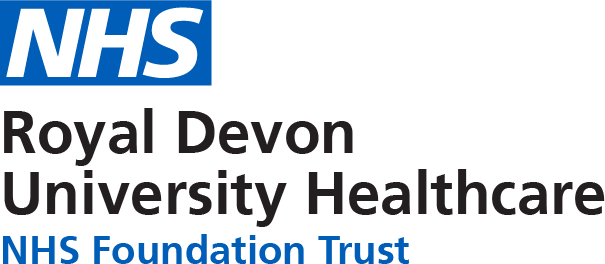 NHS
Royal Devon
University Healthcare
NHS Foundation Trust